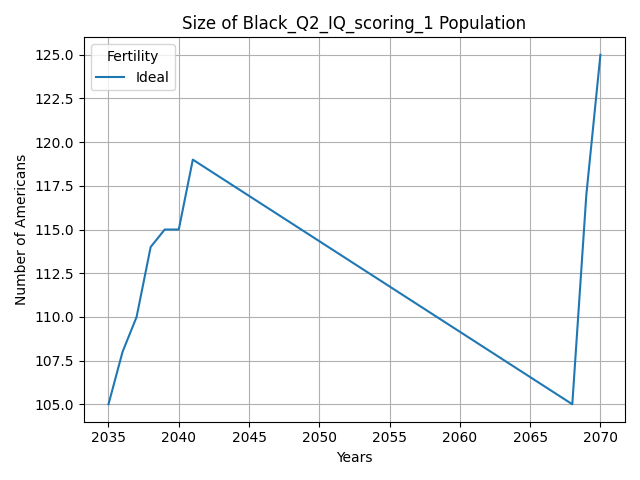 Size of Black_Q2_IQ_scoring_1 Population
Fertility
Ideal
125.0
122.5
120.0
117.5
115.0
112.5
110.0
107.5
105.0
Number of Americans
2035 2040 2045 2050 2055 2060 2065 2070
Years